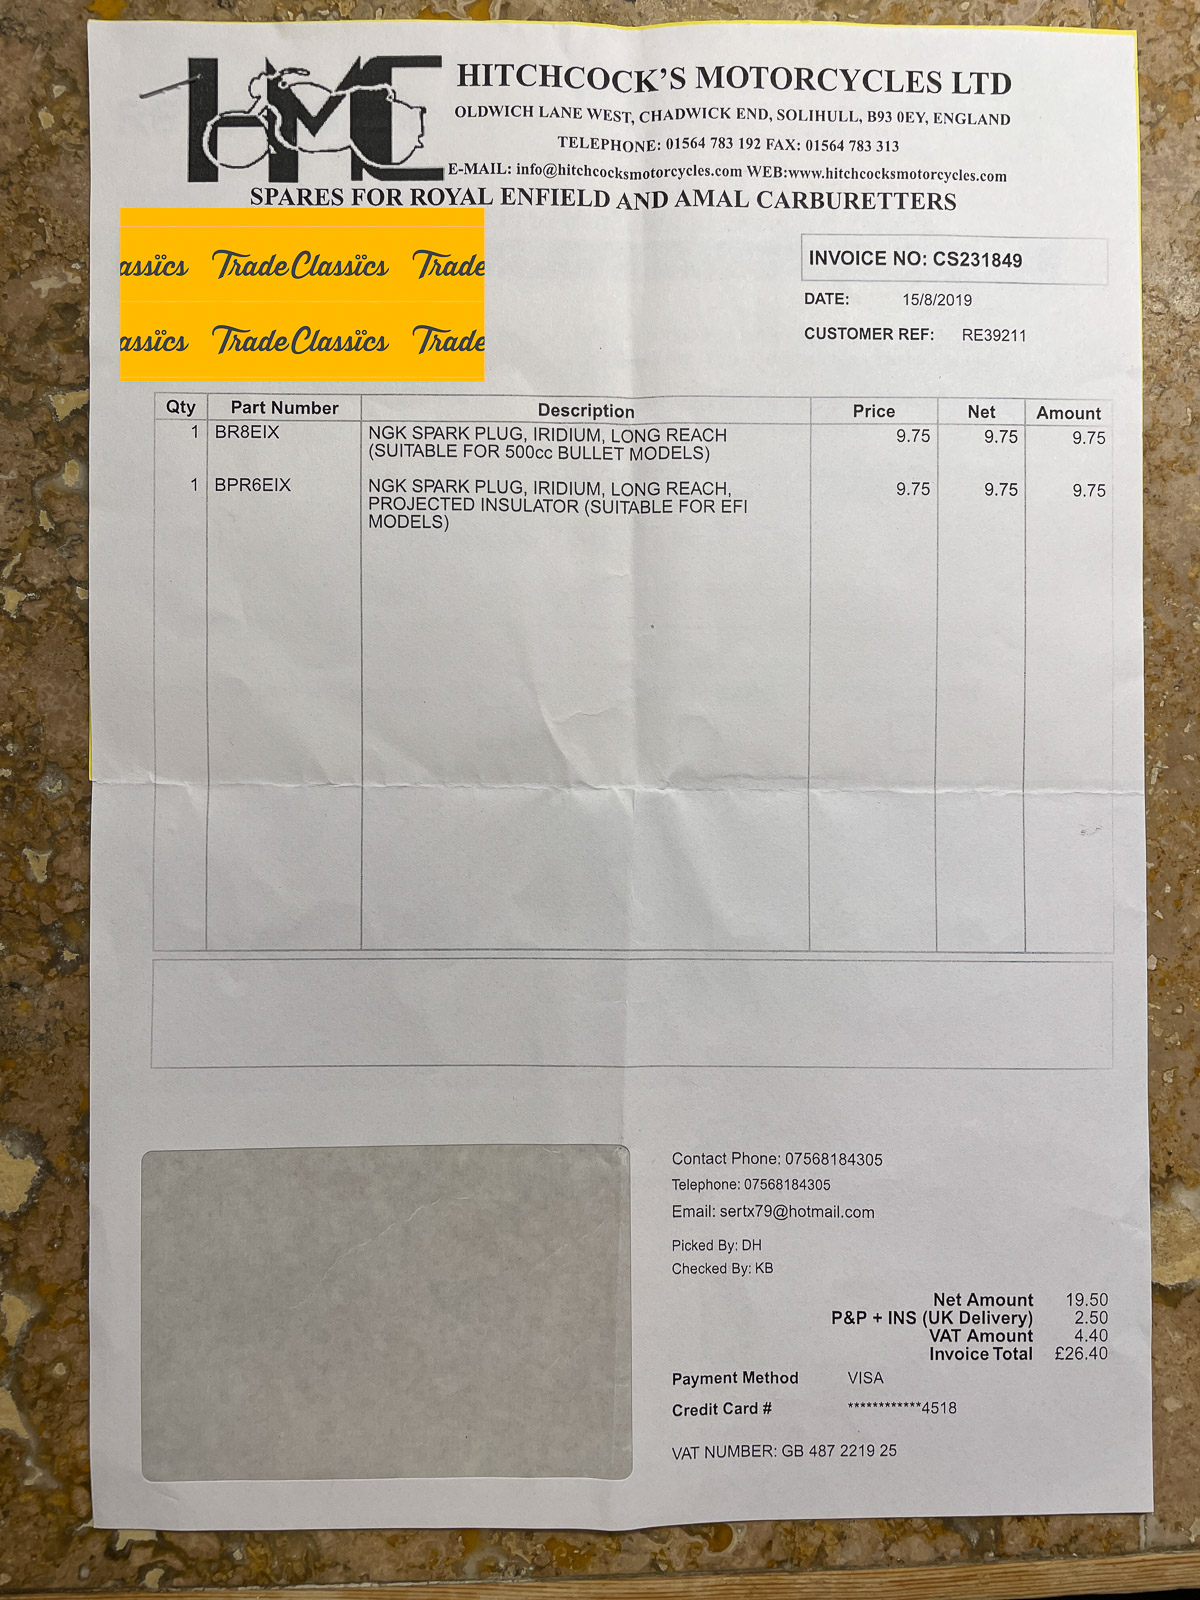 HMC
HITCHCOCK'S MOTORCYCLES LTD
OLDWICH LANE WEST, CHADWICK END, SOLIHULL, B93 0EY, ENGLAND
TELEPHONE: 01564 783 192 FAX: 01564 783 313
E-MAIL: info@hitchcocksmotorcycles.com WEB:www.hitchcocksmotorcycles.com
SPARES FOR ROYAL ENFIELD AND AMAL CARBURETTERS
assics Trade Classics Trade
assics Trade Classics Trade
INVOICE NO: CS231849
DATE: 15/8/2019
CUSTOMER REF: RE39211
Qty Part Number Description Price Net Amount
1 BR8EIX NGK SPARK PLUG, IRIDIUM, LONG REACH 9.75 9.75 9.75
(SUITABLE FOR 500cc BULLET MODELS)
1 BPR6EIX NGK SPARK PLUG, IRIDIUM, LONG REACH, 9.75 9.75 9.75
PROJECTED INSULATOR (SUITABLE FOR EFI
MODELS)
Contact Phone: 07568184305
Telephone: 07568184305
Email: sertx79@hotmail.com
Picked By: DH
Checked By: KB
Net Amount 19.50
P&P + INS (UK Delivery) 2.50
VAT Amount 4.40
Invoice Total £26.40
Payment Method VISA
Credit Card # ************4518
VAT NUMBER: GB 487 2219 25